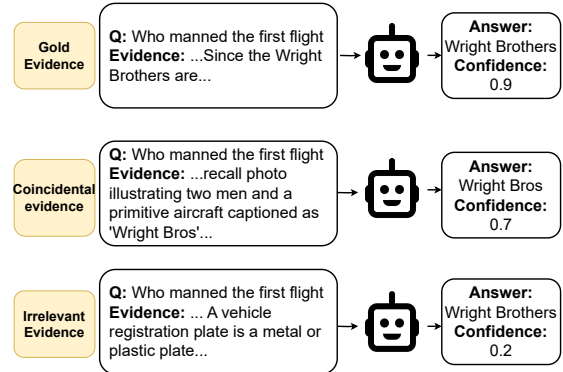 Gold
Evidence
Q: Who manned the first flight
Evidence: ...Since the Wright
Brothers are...
Answer:
Wright Brothers
Confidence:
0.9
Coincidental
evidence
Q: Who manned the first flight
Evidence: ...recall photo
illustrating two men and a
primitive aircraft captioned as
'Wright Bros'...
Answer:
Wright Bros
Confidence:
0.7
Irrelevant
Evidence
Q: Who manned the first flight
Evidence: ... A vehicle
registration plate is a metal or
plastic plate...
Answer:
Wright Brothers
Confidence:
0.2